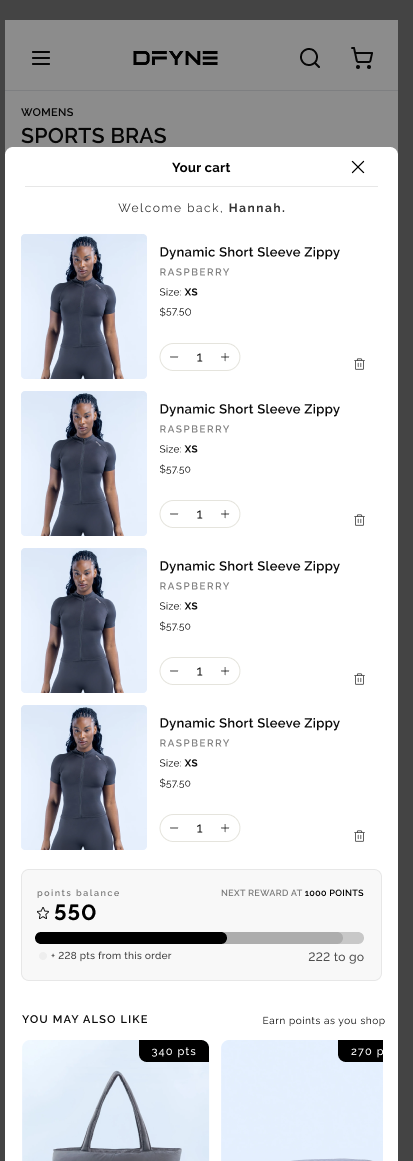 DFYNE
WOMENS
SPORTS BRAS
Your cart
Welcome back, Hannah.
Dynamic Short Sleeve Zippy
RASPBERRY
Size: XS
$57.50
1
Dynamic Short Sleeve Zippy
RASPBERRY
Size: XS
$57.50
1
Dynamic Short Sleeve Zippy
RASPBERRY
Size: XS
$57.50
1
Dynamic Short Sleeve Zippy
RASPBERRY
Size: XS
$57.50
1
points balance
NEXT REWARD AT 1000 POINTS
550
+ 228 pts from this order
222 to go
YOU MAY ALSO LIKE
Earn points as you shop
340 pts
270 p